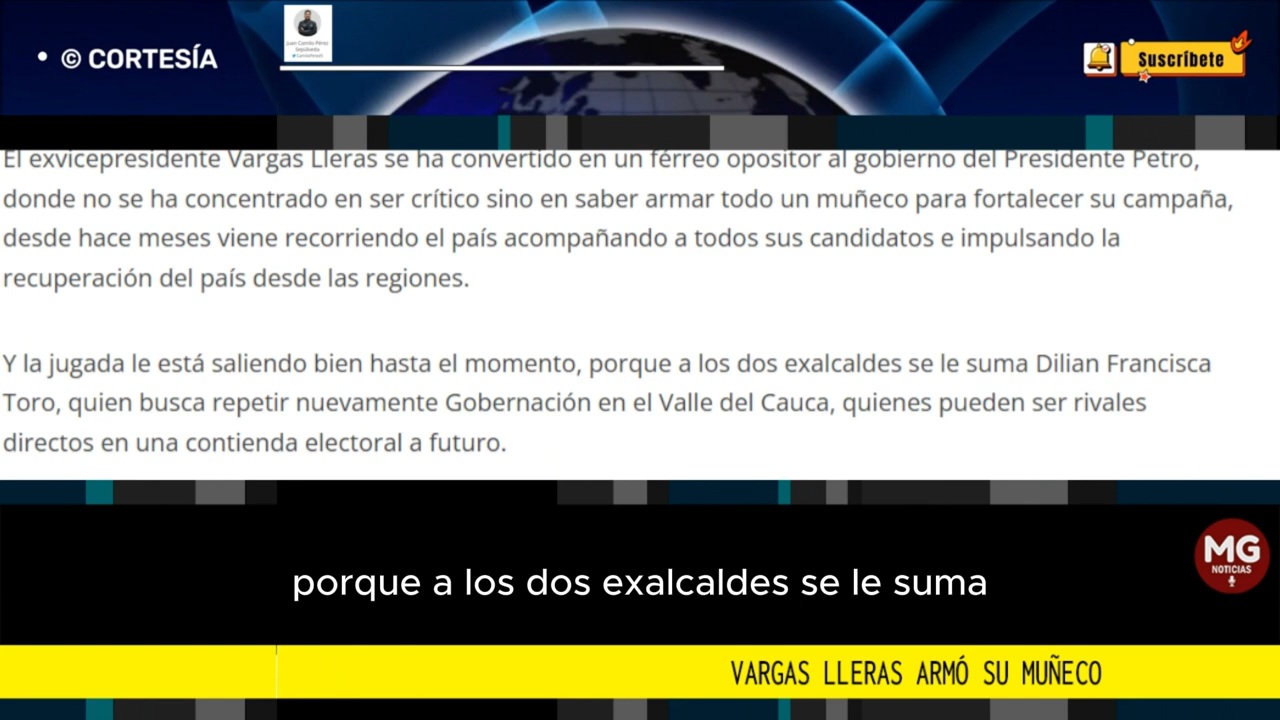 • © CORTESÍA
Juan Camilo Pérez
Sepúlveda
Suscríbete
El exvicepresidente Vargas Lleras se ha convertido en un férreo opositor al gobierno del Presidente Petro,
donde no se ha concentrado en ser crítico sino en saber armar todo un muñeco para fortalecer su campaña,
desde hace meses viene recorriendo el país acompañando a todos sus candidatos e impulsando la
recuperación del país desde las regiones.
Y la jugada le está saliendo bien hasta el momento, porque a los dos exalcaldes se le suma Dilian Francisca
Toro, quien busca repetir nuevamente Gobernación en el Valle del Cauca, quienes pueden ser rivales
directos en una contienda electoral a futuro.
MG
NOTICIAS
porque a los dos exalcaldes se le suma
VARGAS LLERAS ARMÓ SU MUÑECO